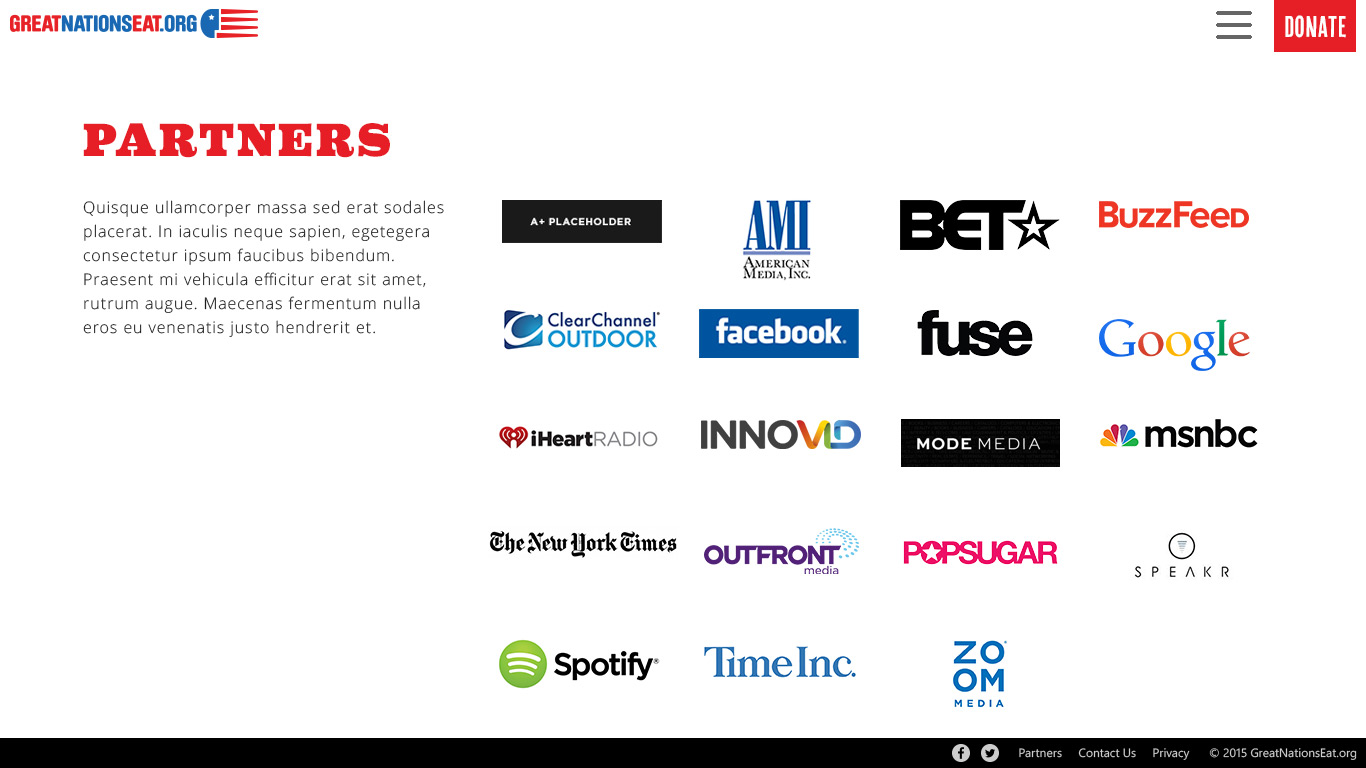 GREATNATIONSEAT.ORG
DONATE
PARTNERS
Quisque ullamcorper massa sed erat sodales
placerat. In iaculis neque sapien, egetegera
consectetur ipsum faucibus bibendum.
Praesent mi vehicula efficitur erat sit amet,
rutrum augue. Maecenas fermentum nulla
eros eu venenatis justo hendrerit et.
A+ PLACEHOLDER
AMI
AMERICAN
MEDIA, INC.
BET
BUZZFEED
ClearChannel
OUTDOOR
facebook.
fuse
Google
iHeartRADIO
INNOVID
MODE MEDIA
msnbc
The New York Times
OUTFRONT
media
POPSUGAR
SPEAKR
Spotify®
Time Inc.
ZO
OM
MEDIA
Partners Contact Us Privacy © 2015 GreatNationsEat.org